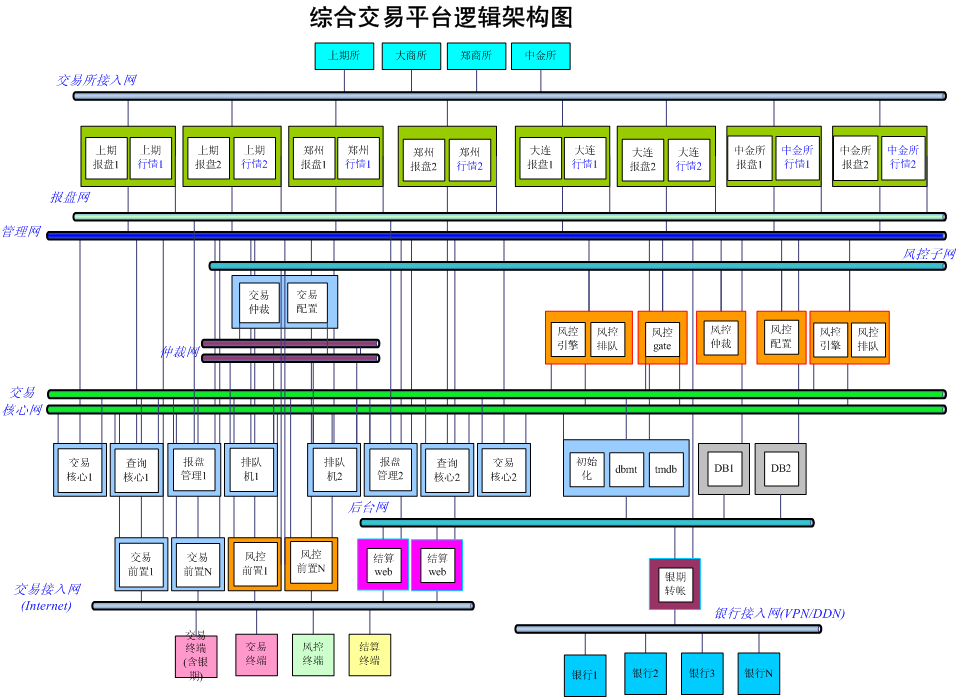 综合交易平台逻辑架构图
上期所 大商所 郑商所 中金所
交易所接入网
上期 上期 上期 上期 郑州 郑州 郑州 郑州 大连 大连 大连 大连 中金所 中金所 中金所 中金所
报盘1 行情1 报盘2 行情2 报盘1 行情1 报盘2 行情2 报盘1 行情1 报盘2 行情2 报盘1 行情1 报盘2 行情2
报盘网
管理网
风控子网
交易 交易
仲裁 配置
风控 风控 风控 风控 风控 风控 风控
引擎 排队 gate 仲裁 配置 引擎 排队
仲裁网
交易
核心网
交易 查询 报盘 排队 排队 报盘 查询 交易 初始 dbmt tmdb DB1 DB2
核心1 核心1 管理1 机1 机2 管理2 核心2 核心2 化
后台网
交易 交易 风控 风控 结算 结算
前置1 前置N 前置1 前置N web web
银期
转帐
交易接入网
(Internet)
银行接入网(VPN/DDN)
交易
终端
(含银
期)
交易
终端
风控
终端
结算
终端
银行1 银行2 银行3 银行N